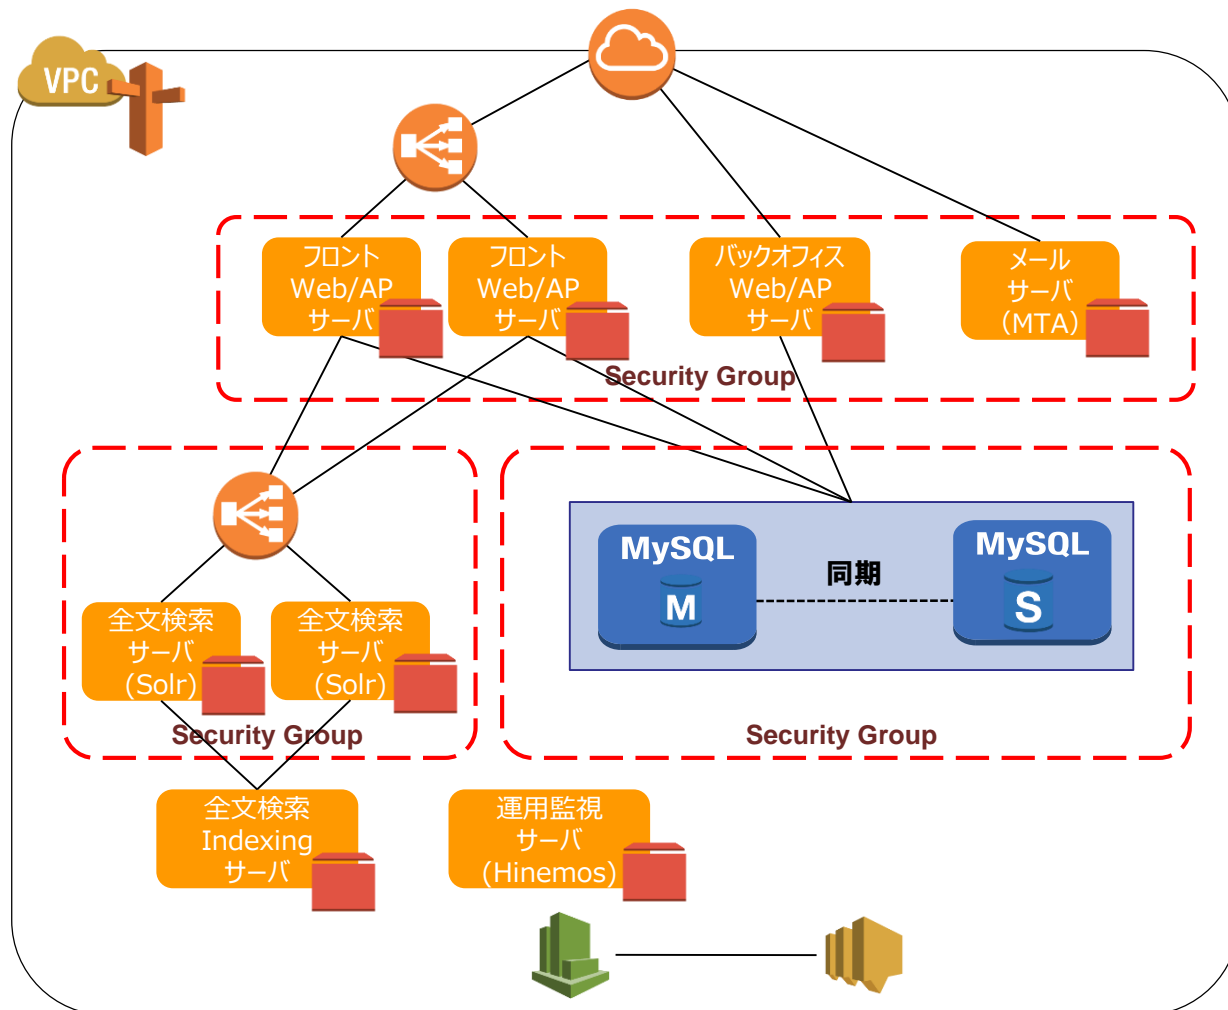 VPC
フロント
Web/AP
サーバ
フロント
Web/AP
サーバ
バックオフィス
Web/AP
サーバ
メール
サーバ
(MTA)
Security Group
全文検索
サーバ
(Solr)
全文検索
サーバ
(Solr)
Security Group
MySQL
M
同期
MySQL
S
Security Group
全文検索
Indexing
サーバ
運用監視
サーバ
(Hinemos)